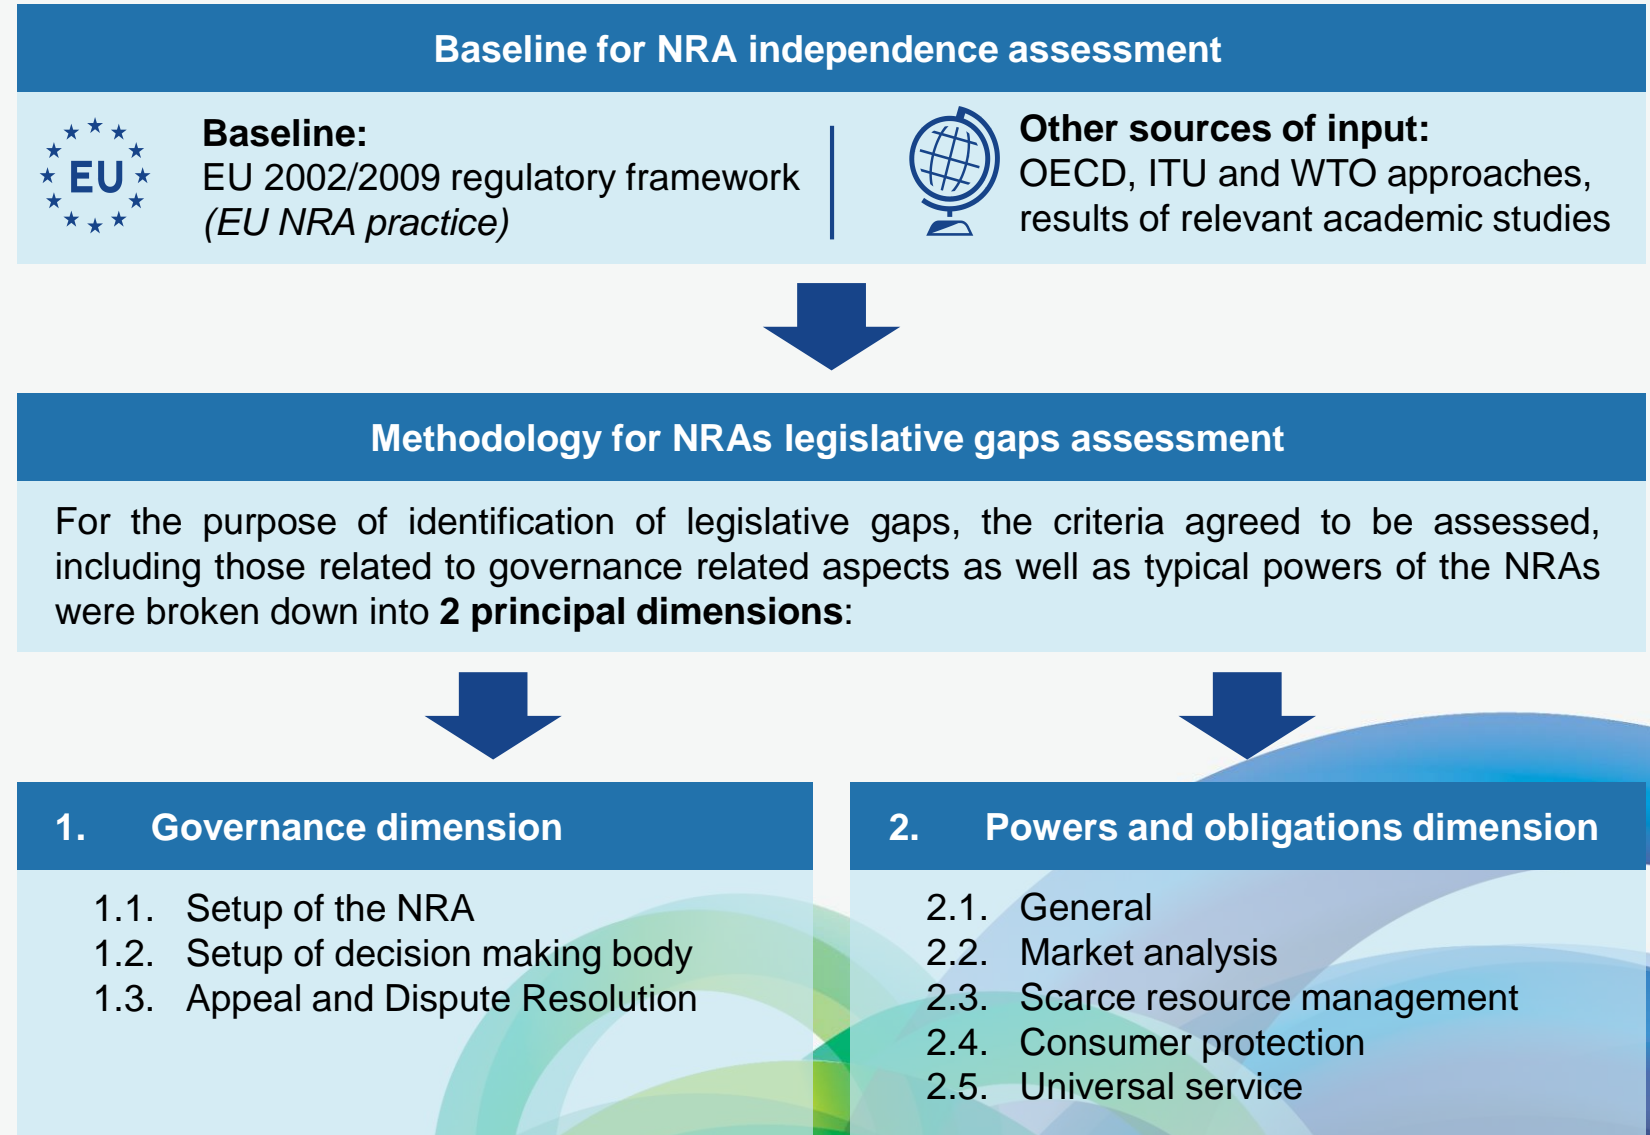 Baseline for NRA independence assessment
EU
Baseline:
EU 2002/2009 regulatory framework
(EU NRA practice)
Other sources of input:
OECD, ITU and WTO approaches,
results of relevant academic studies
Methodology for NRAs legislative gaps assessment
For the purpose of identification of legislative gaps, the criteria agreed to be assessed,
including those related to governance related aspects as well as typical powers of the NRAs
were broken down into 2 principal dimensions:
1. Governance dimension
1.1. Setup of the NRA
1.2. Setup of decision making body
1.3. Appeal and Dispute Resolution
2. Powers and obligations dimension
2.1. General
2.2. Market analysis
2.3. Scarce resource management
2.4. Consumer protection
2.5. Universal service